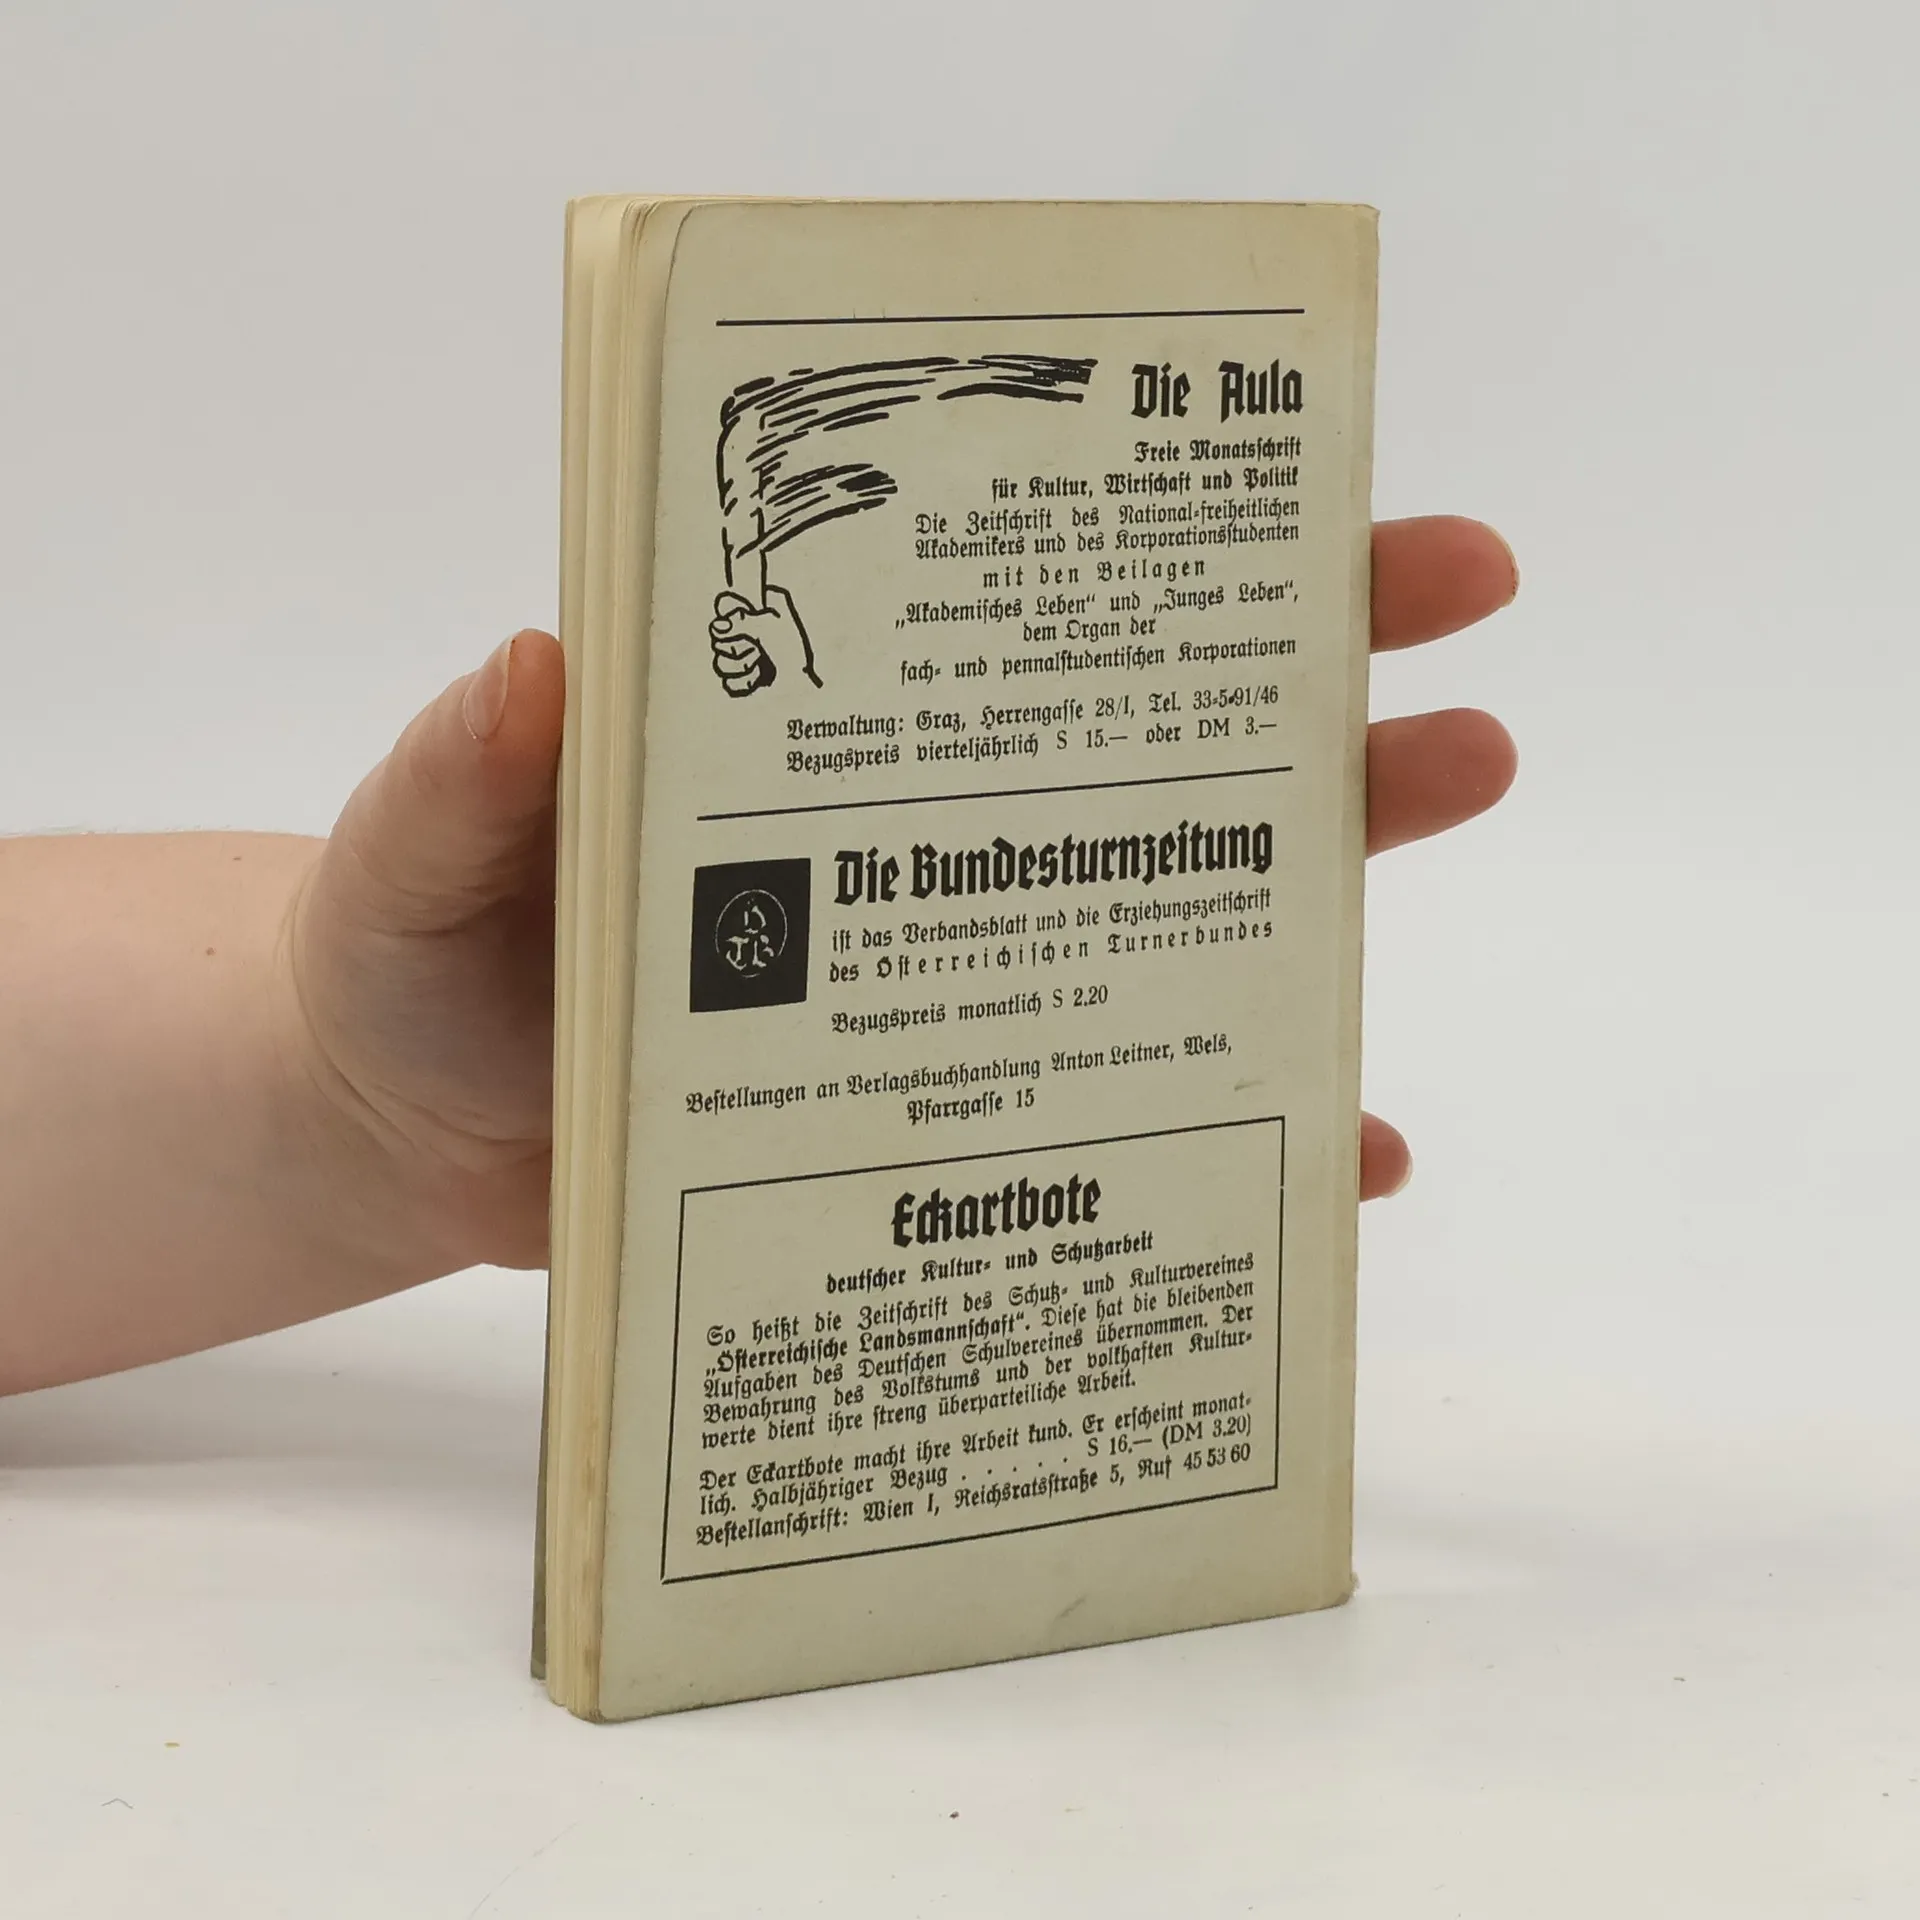 Die Aula
Freie Monatsschrift
für Kultur, Wirtschaft und Politik
Die Zeitschrift des National-freiheitlichen
Akademikers und des Korporationsstudenten
mit den Beilagen
„Akademisches Leben“ und „Junges Leben“,
dem Organ der
fach- und pennalstudentischen Korporationen
Verwaltung: Graz, Herrengasse 28/I, Tel. 33-5-91/46
Bezugspreis vierteljährlich S 15.— oder DM 3.—
Die Bundesturnzeitung
ist das Verbandsblatt und die Erziehungszeitschrift
des Österreichischen Turnerbundes
Bezugspreis monatlich S 2.20
Bestellungen an Verlagsbuchhandlung Anton Leitner, Wels,
Pfarrgasse 15
Eckartbote
deutscher Kultur- und Schutzarbeit
So heißt die Zeitschrift des Schutz- und Kulturvereines
„Österreichische Landsmannschaft“. Diese hat die bleibenden
Aufgaben des Deutschen Schulvereines übernommen. Der
Bewahrung des Volkstums und der volkhaften Kultur-
werte dient ihre streng überparteiliche Arbeit.
Der Eckartbote macht ihre Arbeit kund. Er erscheint monat-
lich. Halbjähriger Bezug . . . . . S 16.— (DM 3.20)
Bestellanschrift: Wien I, Reichsratsstraße 5, Ruf 45 53 60